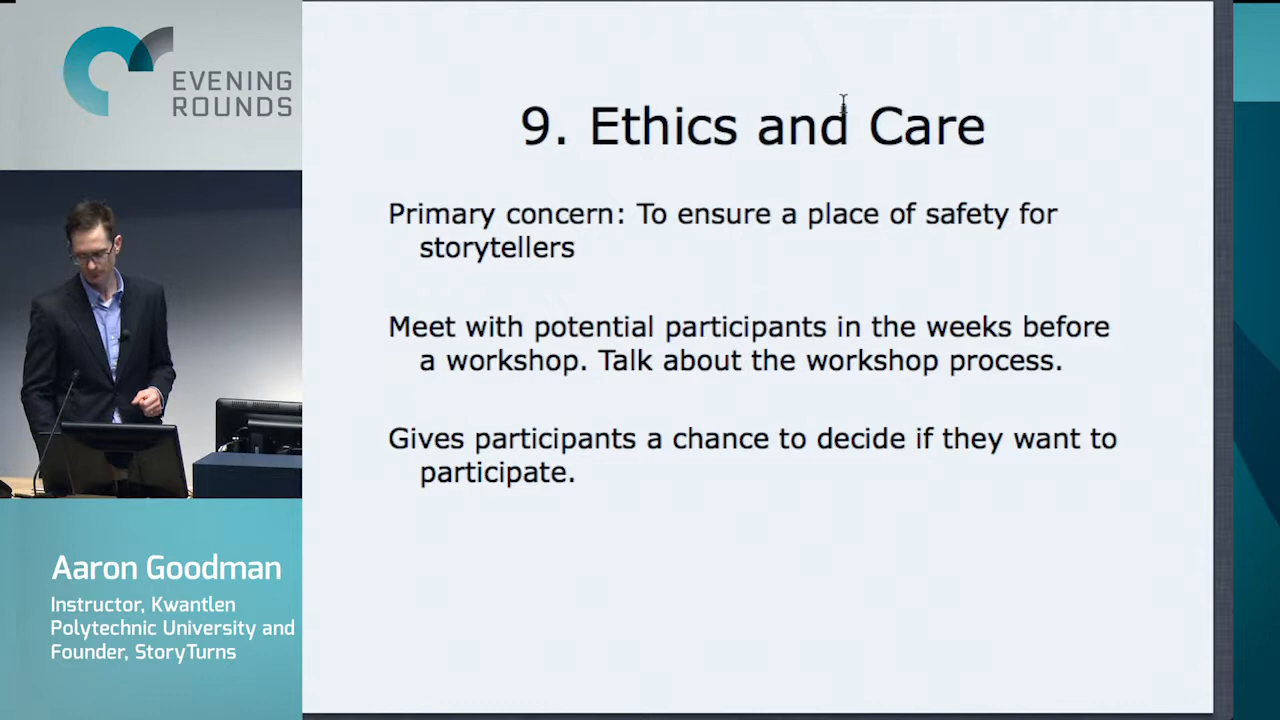 EVENING
ROUNDS
9. Ethics and Care
Primary concern: To ensure a place of safety for
storytellers
Meet with potential participants in the weeks before
a workshop. Talk about the workshop process.
Gives participants a chance to decide if they want to
participate.
Aaron Goodman
Instructor, Kwantlen
Polytechnic University and
Founder, StoryTurns